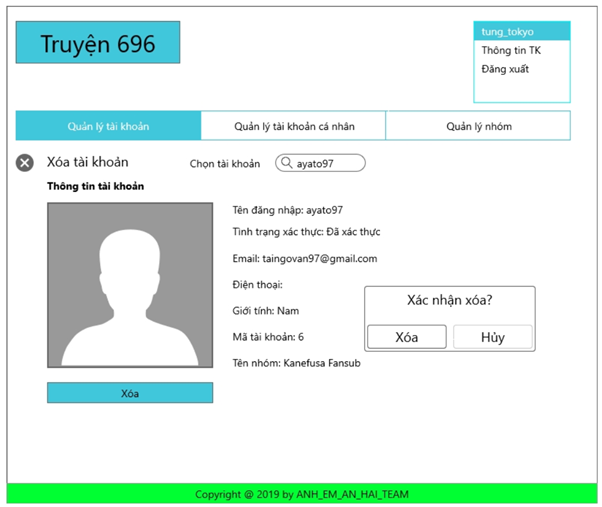 Truyện 696
tung_tokyo
Thông tin TK
Đăng xuất
Quản lý tài khoản
Quản lý tài khoản cá nhân
Quản lý nhóm
Xóa tài khoản
Chọn tài khoản
ayato97
Thông tin tài khoản
Tên đăng nhập: ayato97
Tình trạng xác thực: Đã xác thực
Email: taingovan97@gmail.com
Điện thoại:
Giới tính: Nam
Mã tài khoản: 6
Tên nhóm: Kanefusa Fansub
Xác nhận xóa?
Xóa
Hủy
Xóa
Copyright @ 2019 by ANH_EM_AN_HAI_TEAM